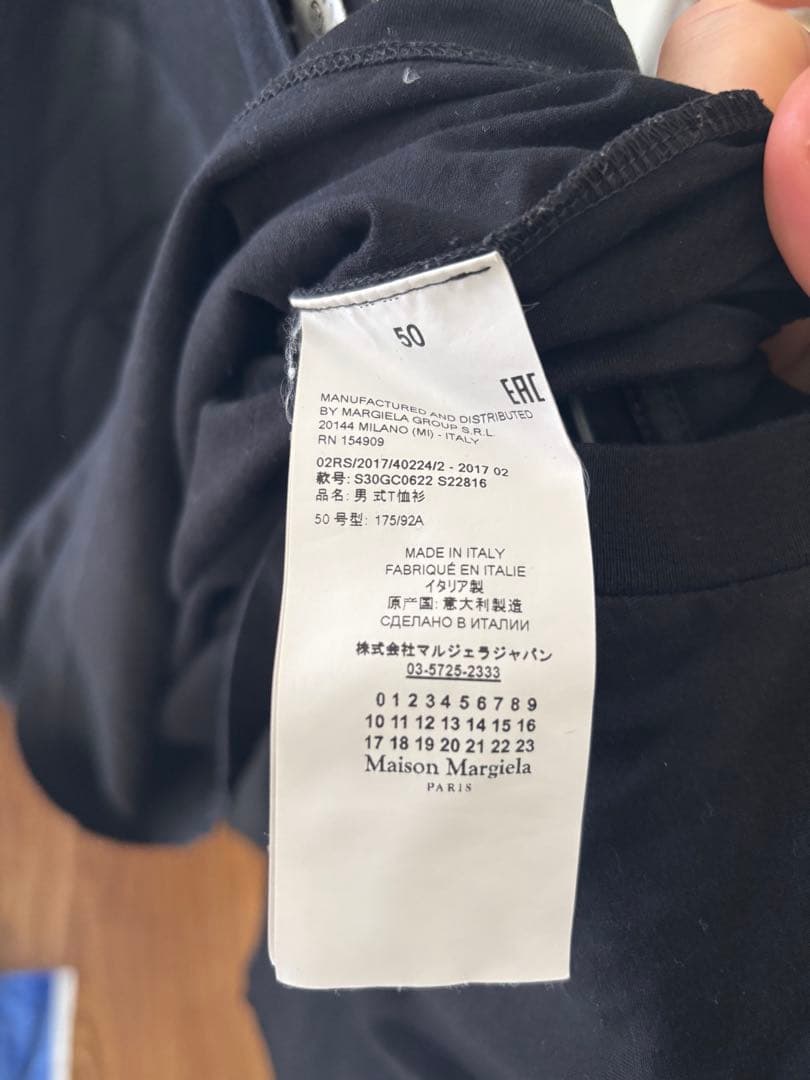 50
EAC
MANUFACTURED AND DISTRIBUTED
BY MARGIELA GROUP S.R.L.
20144 MILANO (MI) - ITALY
RN 154909
02RS/2017/40224/2 - 2017 02
款号: S30GC0622 S22816
品名: 男 式T恤衫
50 号型: 175/92A
MADE IN ITALY
FABRIQUÉ EN ITALIE
イタリア製
原产国: 意大利製造
СДЕЛАНО В ИТАЛИИ
株式会社マルジェラジャパン
03-5725-2333
0 1 2 3 4 5 6 7 8 9
10 11 12 13 14 15 16
17 18 19 20 21 22 23
Maison Margiela
PARIS